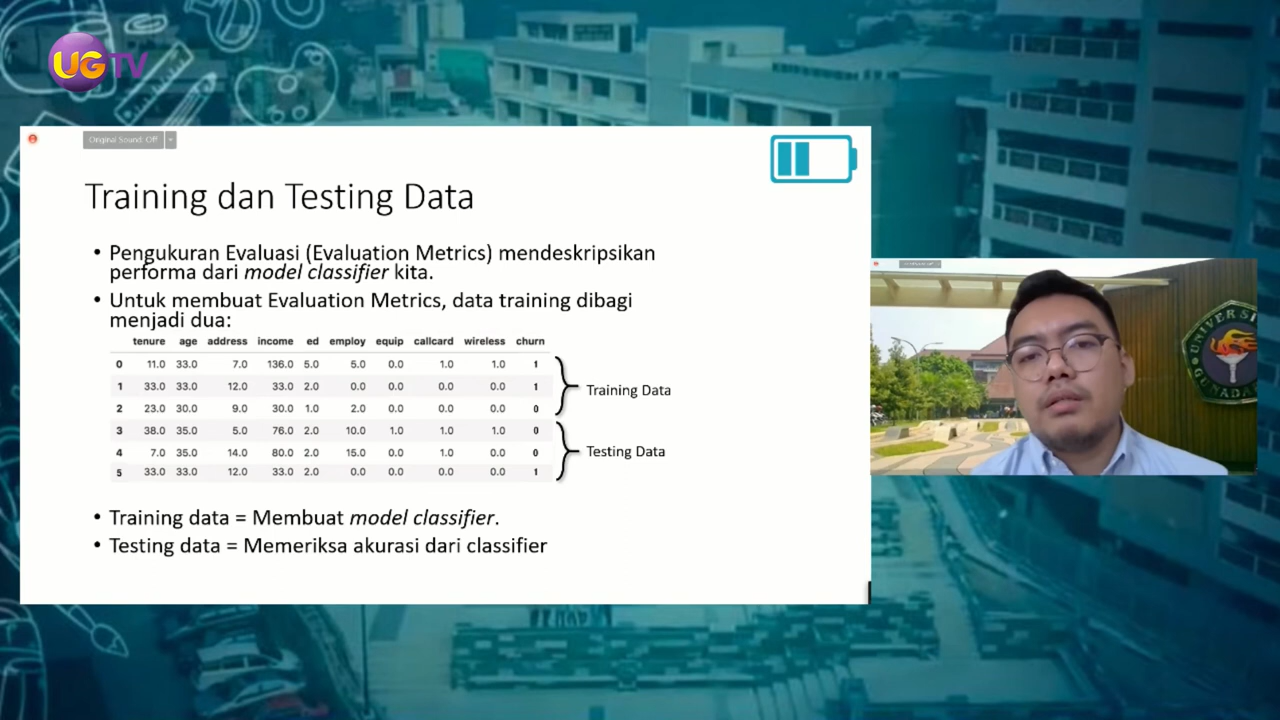 UGTV
Original Sound: Off
Training dan Testing Data
• Pengukuran Evaluasi (Evaluation Metrics) mendeskripsikan
performa dari model classifier kita.
• Untuk membuat Evaluation Metrics, data training dibagi
menjadi dua:
tenure age address income ed employ equip callcard wireless churn
0 11.0 33.0 7.0 136.0 5.0 5.0 0.0 1.0 1.0 1
1 33.0 33.0 12.0 33.0 2.0 0.0 0.0 0.0 0.0 1
2 23.0 30.0 9.0 30.0 1.0 2.0 0.0 0.0 0.0 0
3 38.0 35.0 5.0 76.0 2.0 10.0 1.0 1.0 1.0 0
4 7.0 35.0 14.0 80.0 2.0 15.0 0.0 1.0 0.0 0
5 33.0 33.0 12.0 33.0 2.0 0.0 0.0 0.0 0.0 1
Training Data
Testing Data
• Training data = Membuat model classifier.
• Testing data = Memeriksa akurasi dari classifier